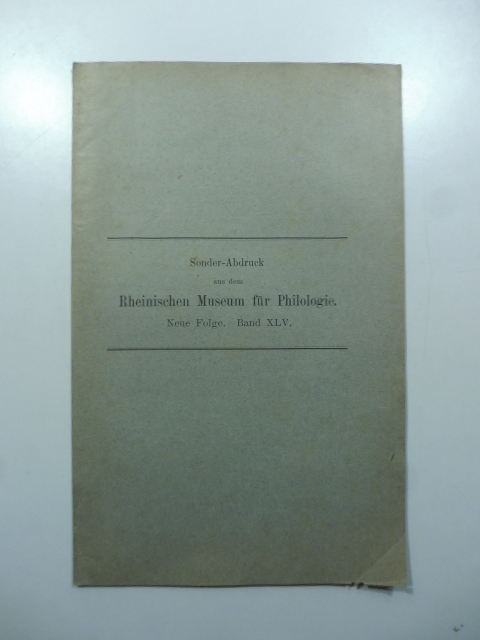 Sonder-Abdruck
aus dem
Rheinischen Museum für Philologie.
Neue Folge. Band XLV.